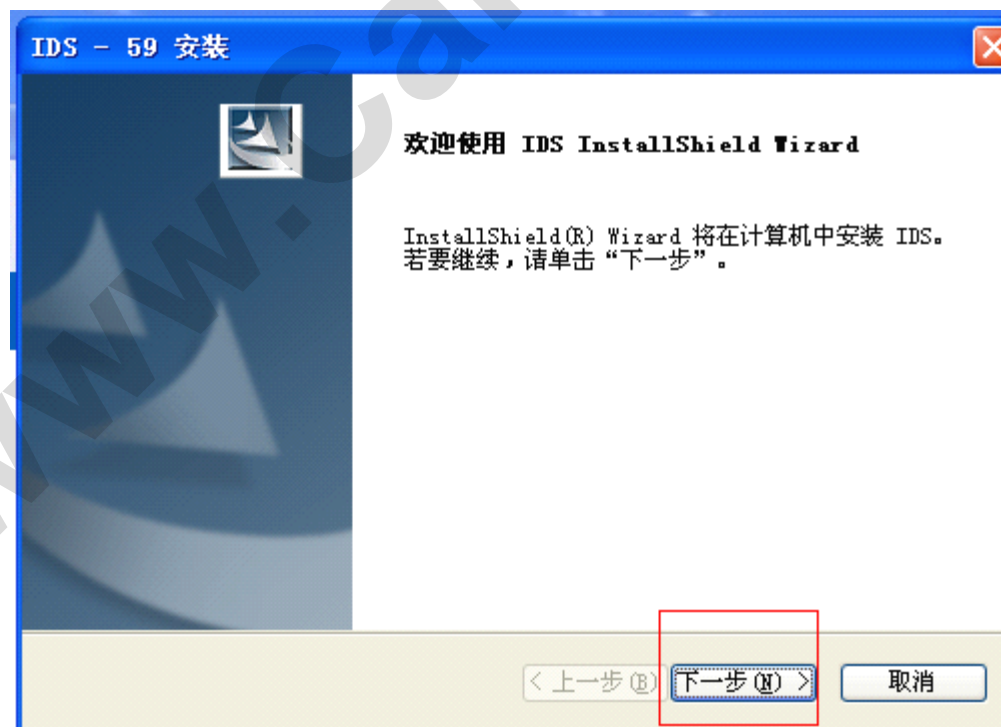 IDS - 59 安装
欢迎使用 IDS InstallShield Wizard
InstallShield(R) Wizard 将在计算机中安装 IDS。
若要继续，请单击“下一步”。
< 上一步(B)
下一步(N) >
取消